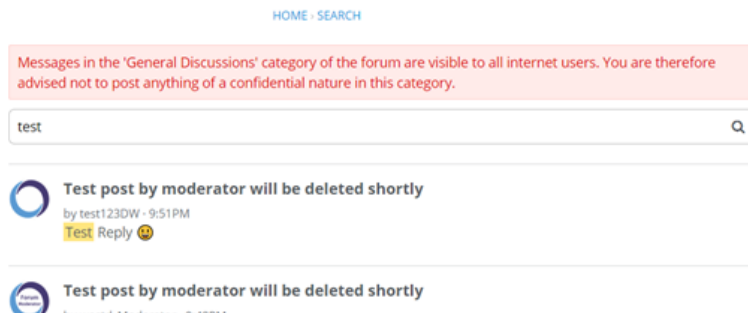 HOME › SEARCH
Messages in the 'General Discussions' category of the forum are visible to all internet users. You are therefore
advised not to post anything of a confidential nature in this category.
test
Test post by moderator will be deleted shortly
by test123DW - 9:51PM
Test Reply
Forum
Moderator
Test post by moderator will be deleted shortly